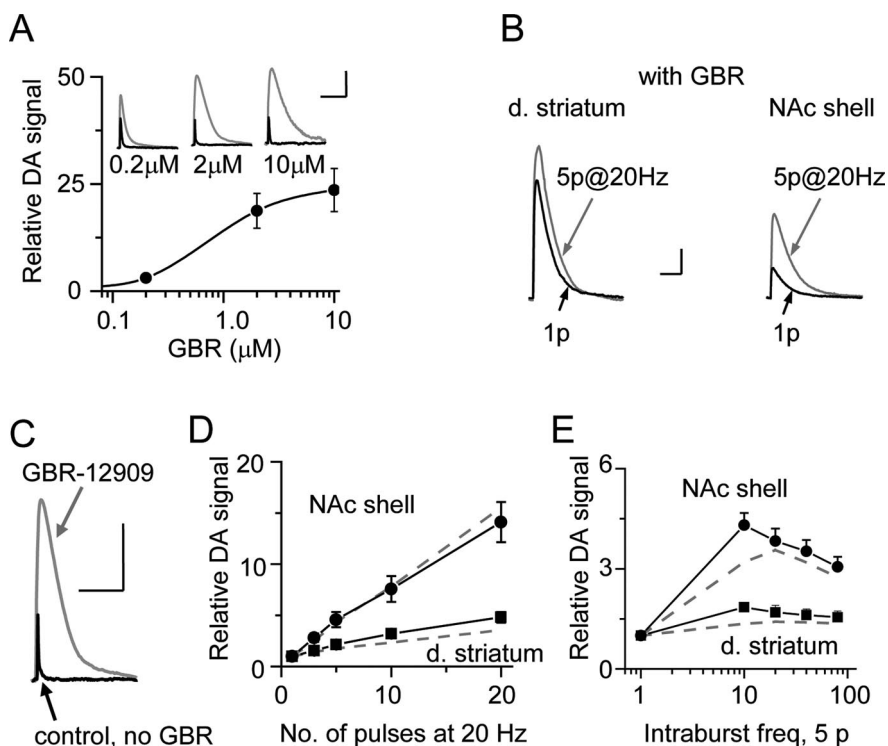 A
Relative DA signal
50
25
0
0.2μM
2μM
10μM
0.1
1.0
10
GBR (μM)
B
with GBR
d. striatum
NAc shell
5p@20Hz
5p@20Hz
1p
1p
C
GBR-12909
control, no GBR
D
Relative DA signal
20
10
0
NAc shell
d. striatum
0
10
20
No. of pulses at 20 Hz
E
Relative DA signal
6
3
0
NAc shell
d. striatum
1
10
100
Intraburst freq, 5 p